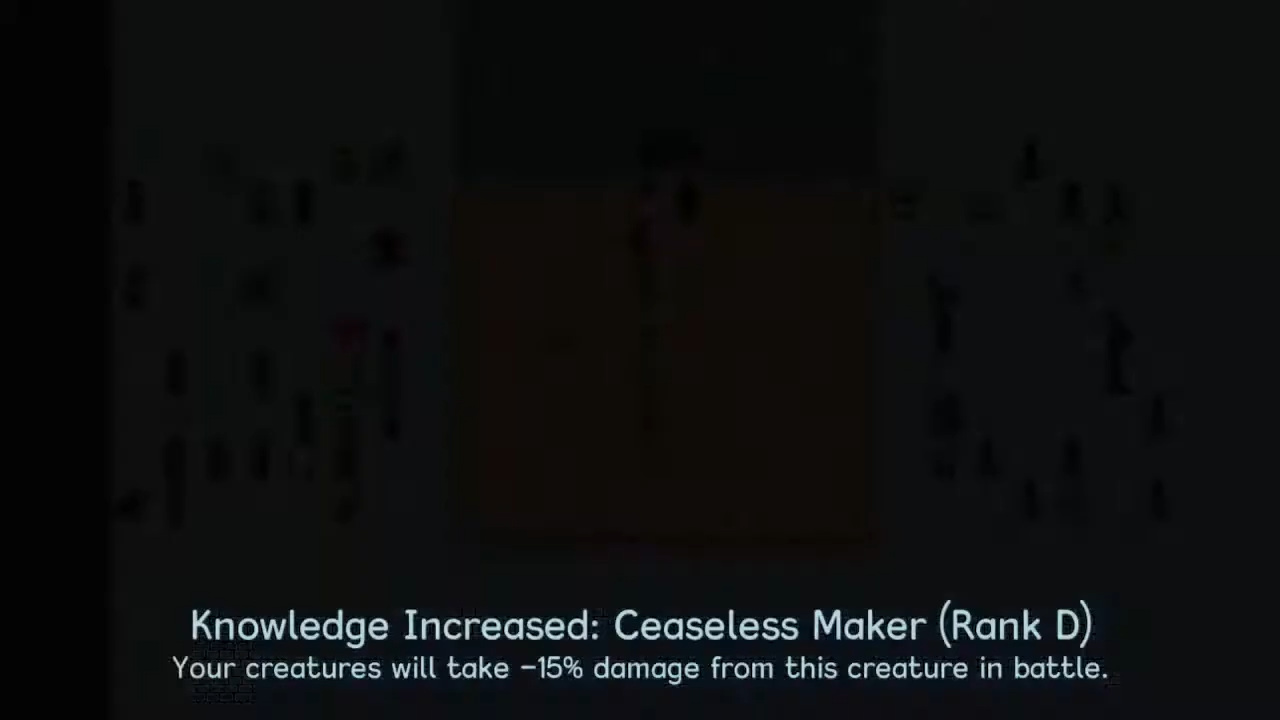 Knowledge Increased: Ceaseless Maker (Rank D)
Your creatures will take -15% damage from this creature in battle.